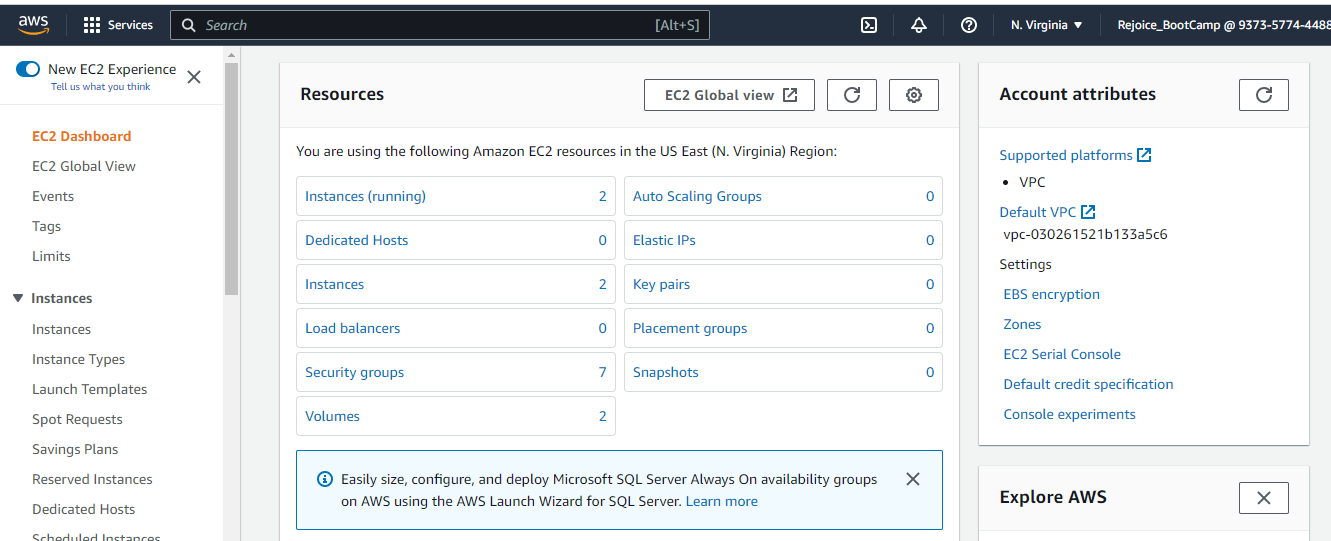 aws
Services
Search
[Alt+S]
N. Virginia
Rejoice_BootCamp @ 9373-5774-4488
New EC2 Experience
Tell us what you think
EC2 Dashboard
EC2 Global View
Events
Tags
Limits
Instances
Instances
Instance Types
Launch Templates
Spot Requests
Savings Plans
Reserved Instances
Dedicated Hosts
Scheduled Instances
Resources
EC2 Global view
You are using the following Amazon EC2 resources in the US East (N. Virginia) Region:
Instances (running) 2
Auto Scaling Groups 0
Dedicated Hosts 0
Elastic IPs 0
Instances 2
Key pairs 0
Load balancers 0
Placement groups 0
Security groups 7
Snapshots 0
Volumes 2
Easily size, configure, and deploy Microsoft SQL Server Always On availability groups
on AWS using the AWS Launch Wizard for SQL Server. Learn more
Account attributes
Supported platforms
• VPC
Default VPC
vpc-030261521b133a5c6
Settings
EBS encryption
Zones
EC2 Serial Console
Default credit specification
Console experiments
Explore AWS